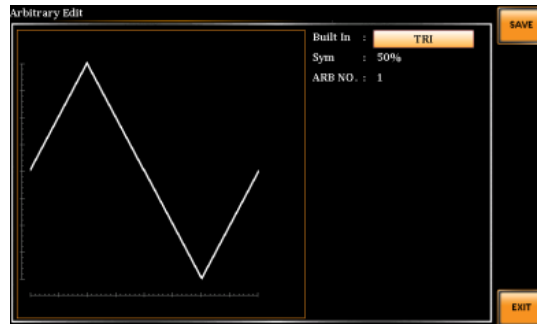 Arbitrary Edit
SAVE
Built In : TRI
Sym : 50%
ARB NO. : 1
EXIT